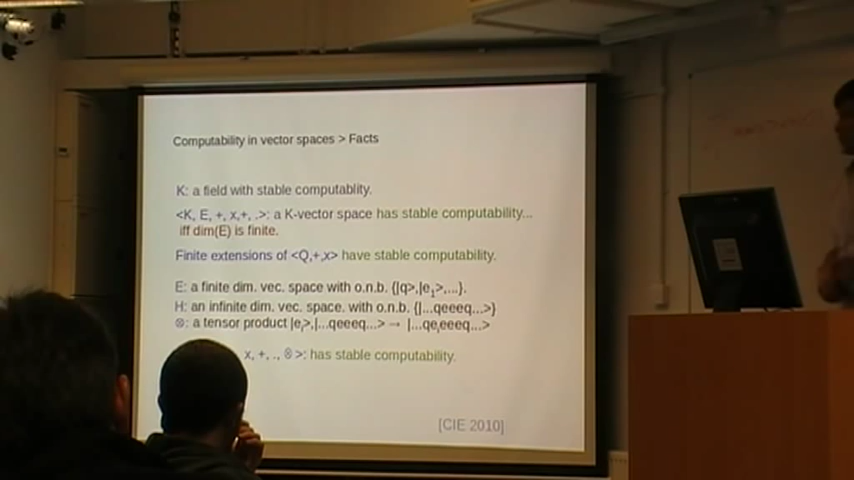 Computability in vector spaces > Facts
K: a field with stable computablity.
<K, E, +, x,+, .>: a K-vector space has stable computability...
iff dim(E) is finite.
Finite extensions of <Q,+,x> have stable computability.
E: a finite dim. vec. space with o.n.b. {|q>,|e₁>,...}.
H: an infinite dim. vec. space. with o.n.b. {|...qeeeq...>}
⊗: a tensor product |eᵢ>,|...qeeeq...> → |...qeᵢeeeq...>
x, +, ., ⊗ >: has stable computability.
[CIE 2010]